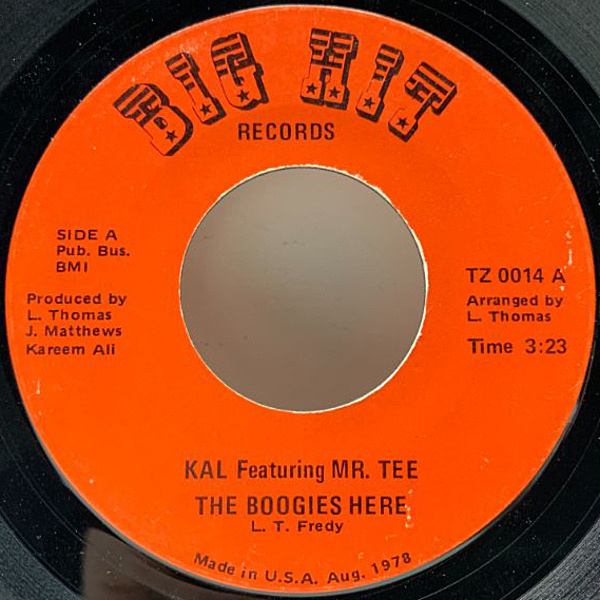 BIG HIT
RECORDS
SIDE A
Pub. Bus.
BMI
Produced by
L. Thomas
J. Matthews
Kareem Ali
TZ 0014 A
Arranged by
L. Thomas
Time 3:23
KAL Featuring MR. TEE
THE BOOGIES HERE
L. T. Fredy
Made in U.S.A. Aug. 1978